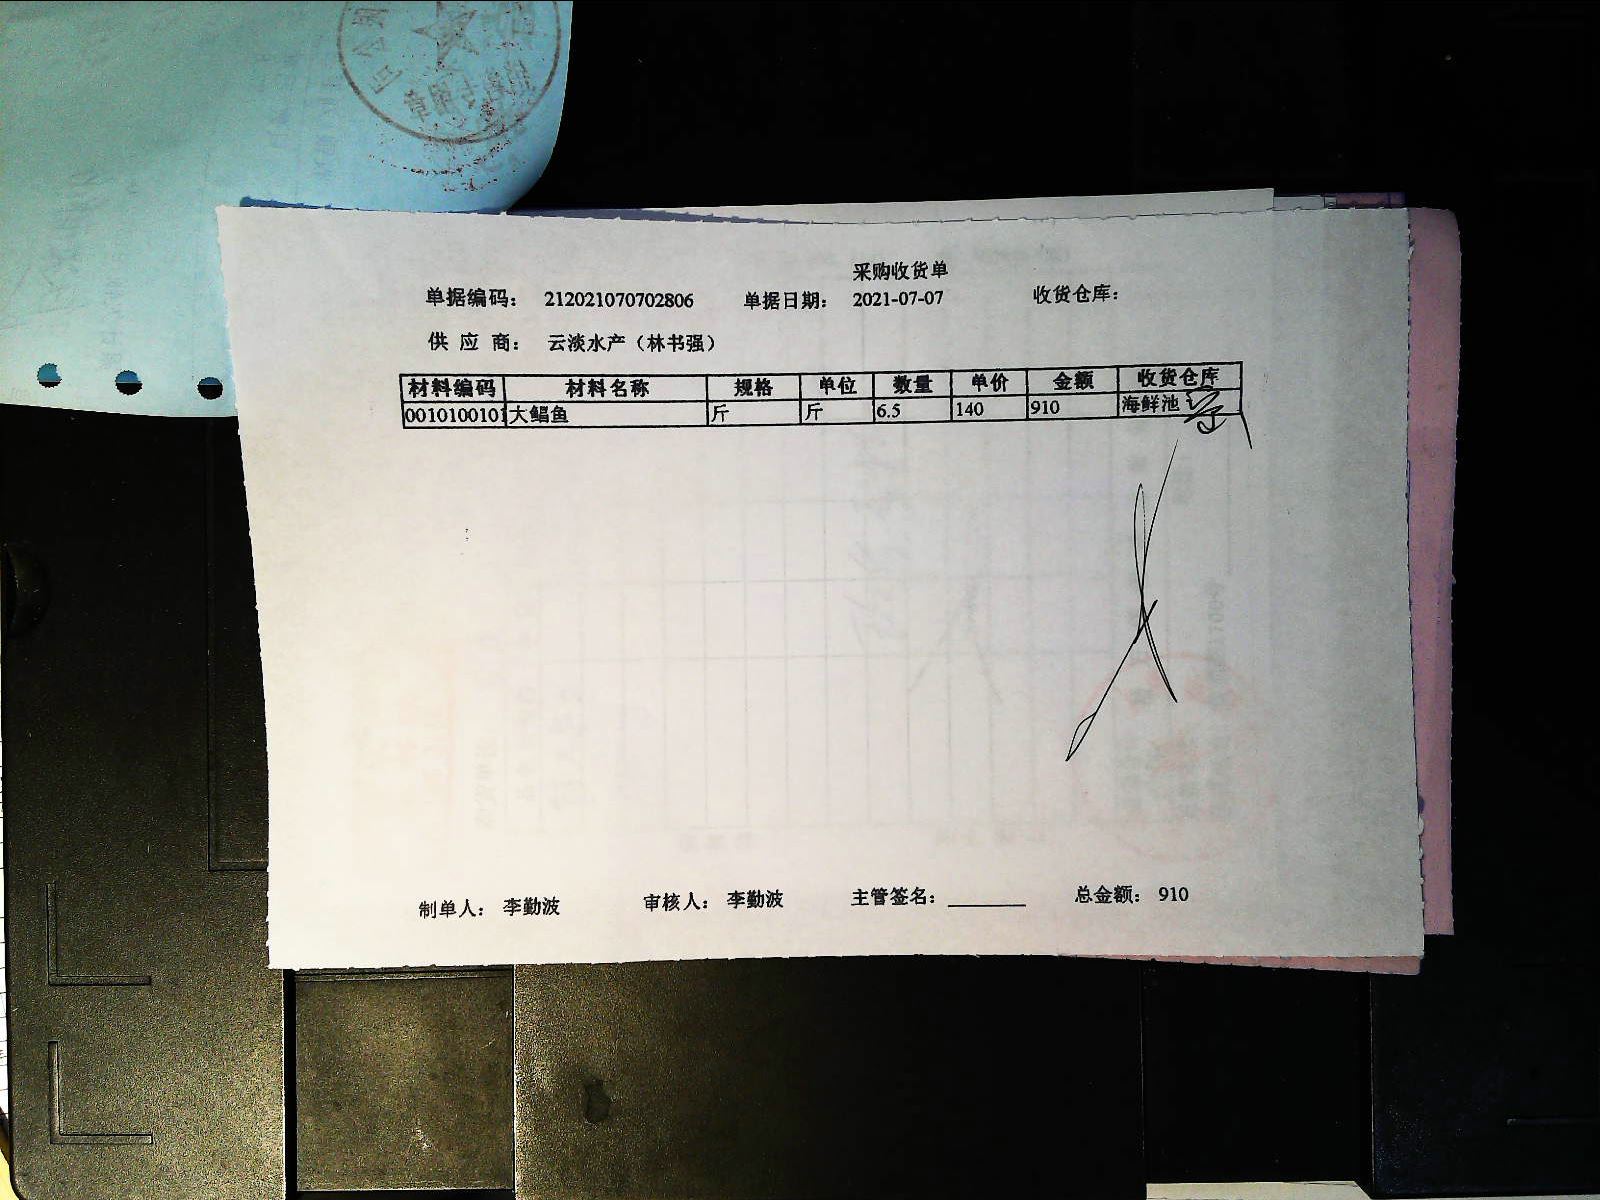 采购收货单
单据编码： 212021070702806 单据日期： 2021-07-07 收货仓库：
供 应 商： 云淡水产（林书强）
材料编码 材料名称 规格 单位 数量 单价 金额 收货仓库
0010100101 大鲳鱼 斤 斤 6.5 140 910 海鲜池
制单人： 李勤波 审核人： 李勤波 主管签名： 总金额： 910